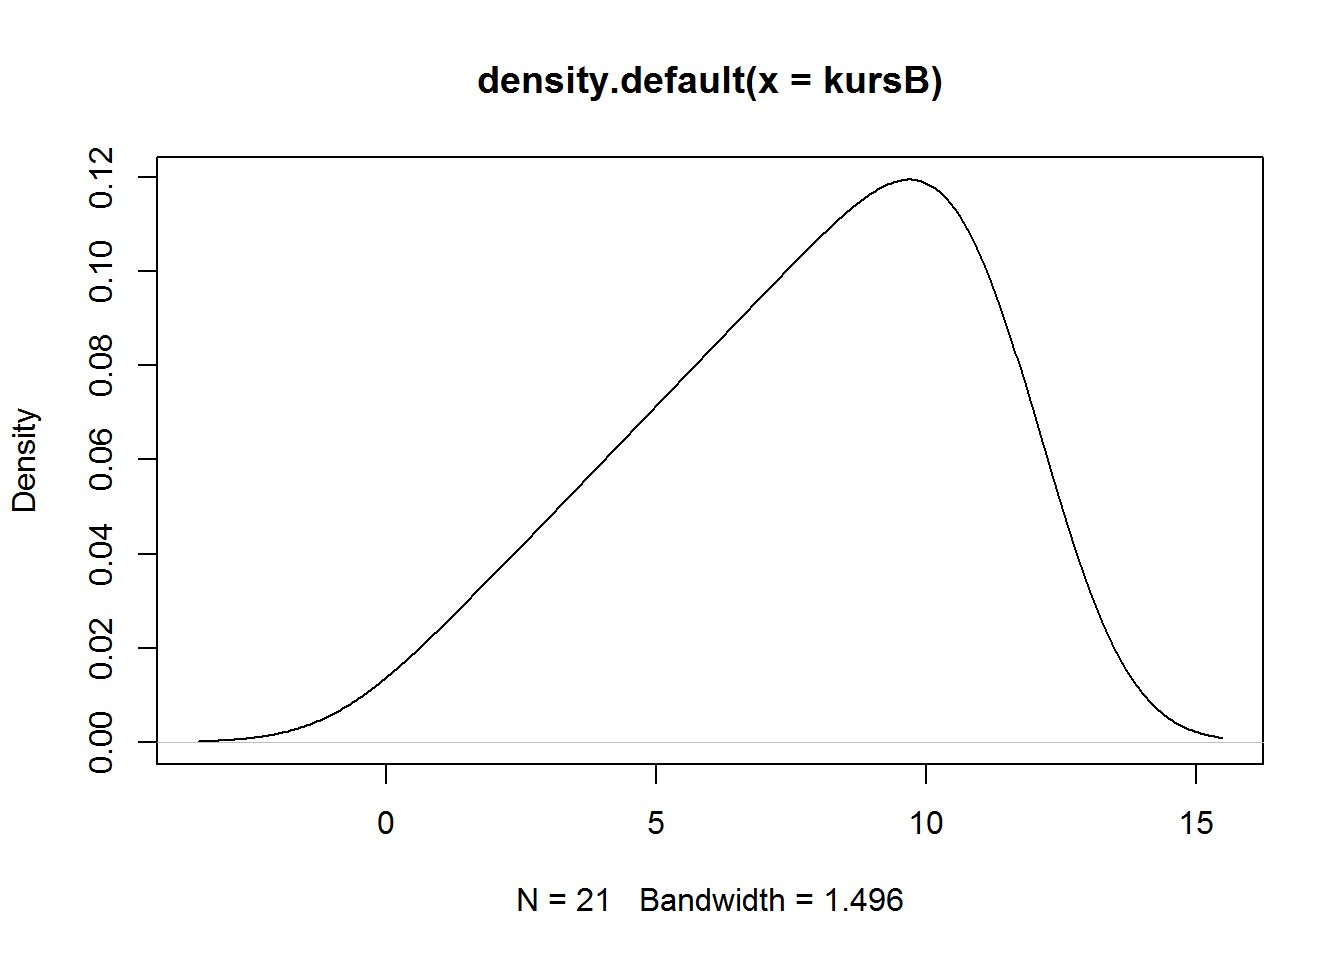 density.default(x = kursB)
0.12
0.10
0.08
0.06
0.04
0.02
0.00
Density
0 5 10 15
N = 21 Bandwidth = 1.496